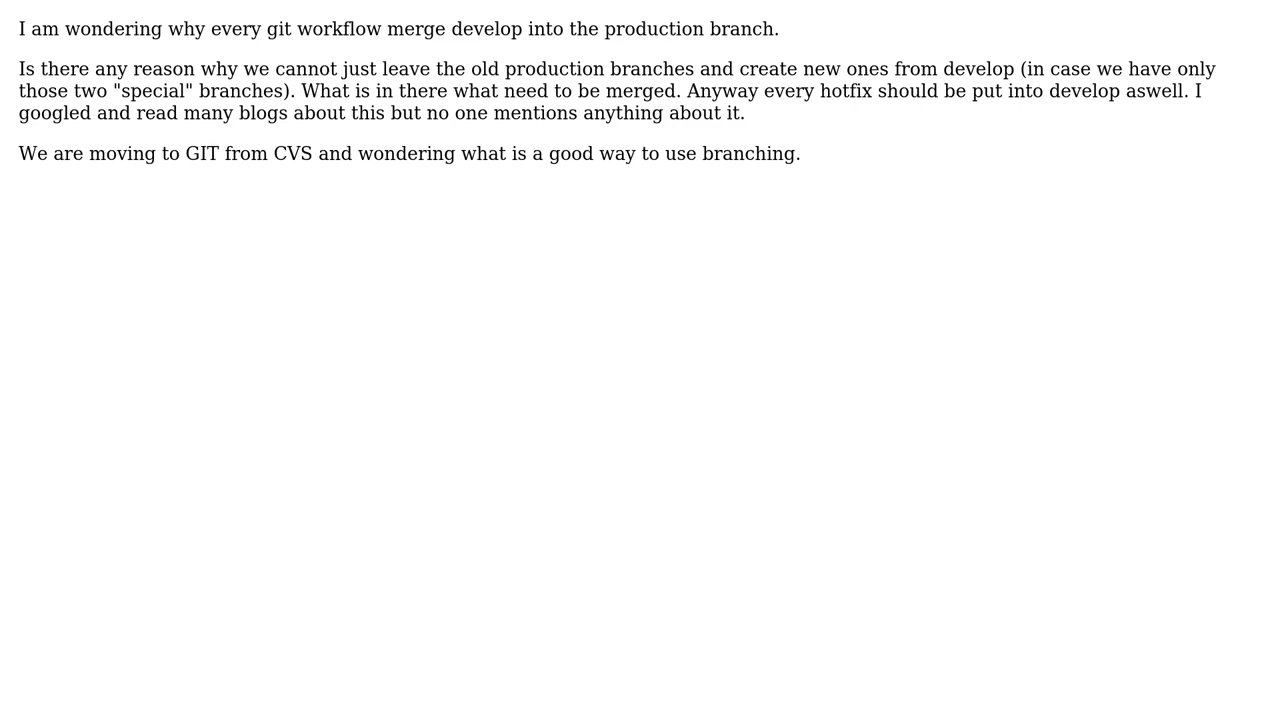 I am wondering why every git workflow merge develop into the production branch.
Is there any reason why we cannot just leave the old production branches and create new ones from develop (in case we have only
those two "special" branches). What is in there what need to be merged. Anyway every hotfix should be put into develop aswell. I
googled and read many blogs about this but no one mentions anything about it.
We are moving to GIT from CVS and wondering what is a good way to use branching.